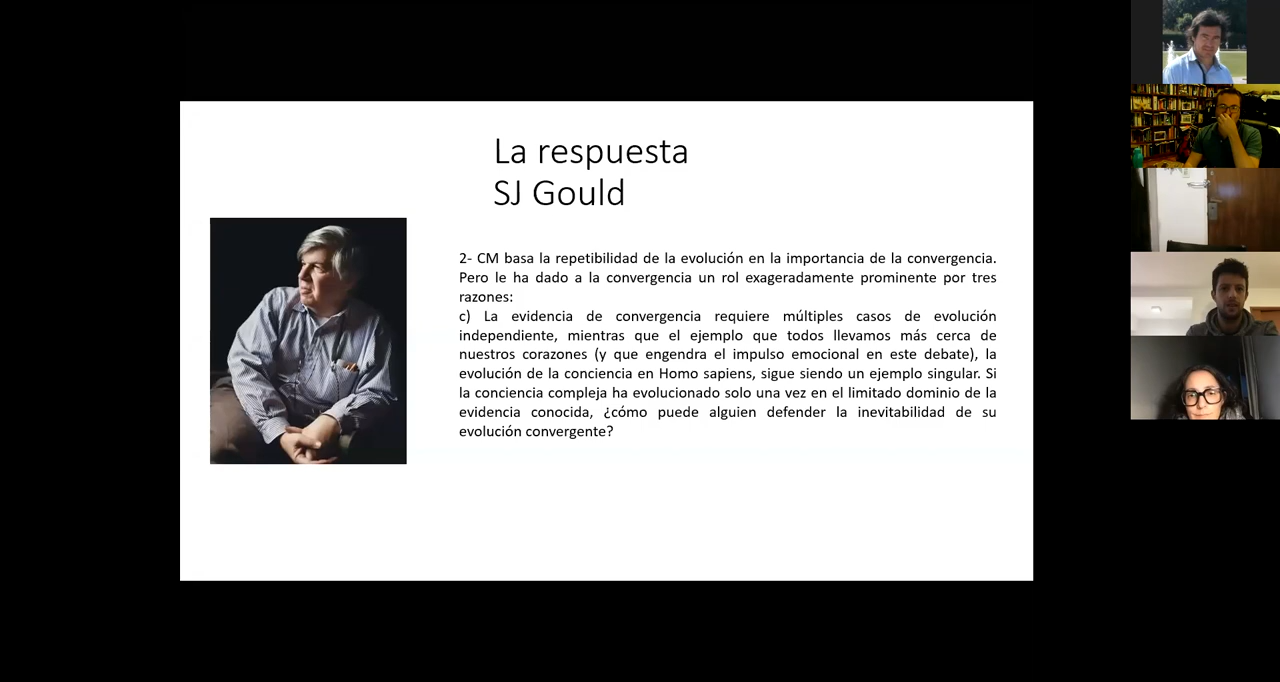 La respuesta
SJ Gould
2- CM basa la repetibilidad de la evolución en la importancia de la convergencia.
Pero le ha dado a la convergencia un rol exageradamente prominente por tres
razones:
c) La evidencia de convergencia requiere múltiples casos de evolución
independiente, mientras que el ejemplo que todos llevamos más cerca de
nuestros corazones (y que engendra el impulso emocional en este debate), la
evolución de la conciencia en Homo sapiens, sigue siendo un ejemplo singular. Si
la conciencia compleja ha evolucionado solo una vez en el limitado dominio de la
evidencia conocida, ¿cómo puede alguien defender la inevitabilidad de su
evolución convergente?